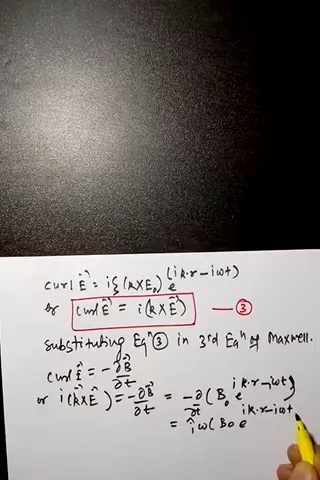 curl Ê = i{(k×E₀) e^(ik·r−iωt)
or curl Ê = i(k×Ê) — ③
substituting Eqⁿ ③ in 3rd Eqⁿ of Maxwell.
curl Ê = −∂B̂/∂t
or i(k̂×Ê) = −∂B̂/∂t = −∂/∂t (B₀ e^ik·r−iωt)
= iω(B₀ e^ik·r−iωt